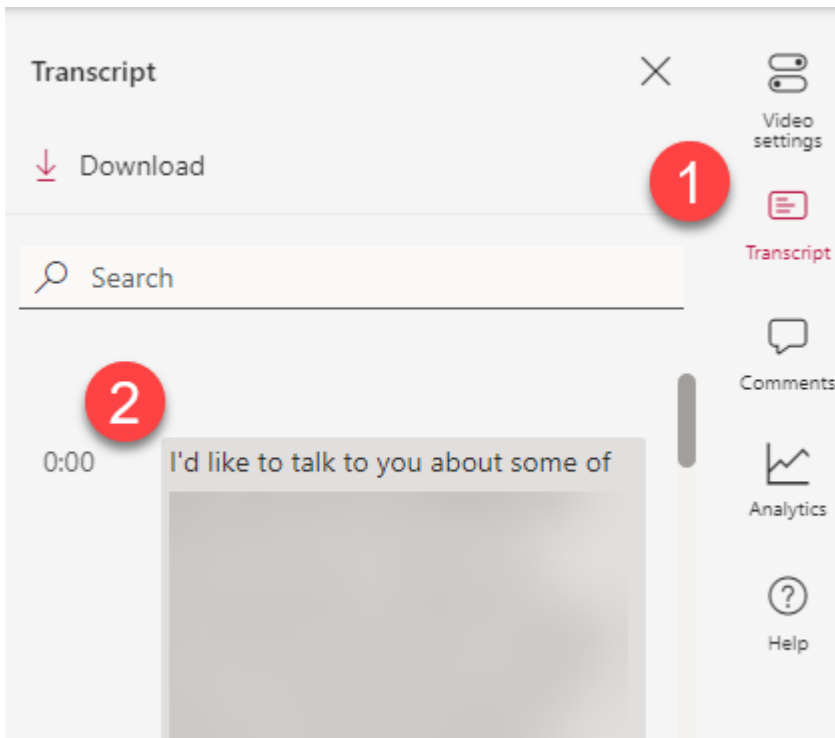 Transcript
Download
Search
2
0:00
I'd like to talk to you about some of
Video
settings
1
Transcript
Comments
Analytics
?
Help